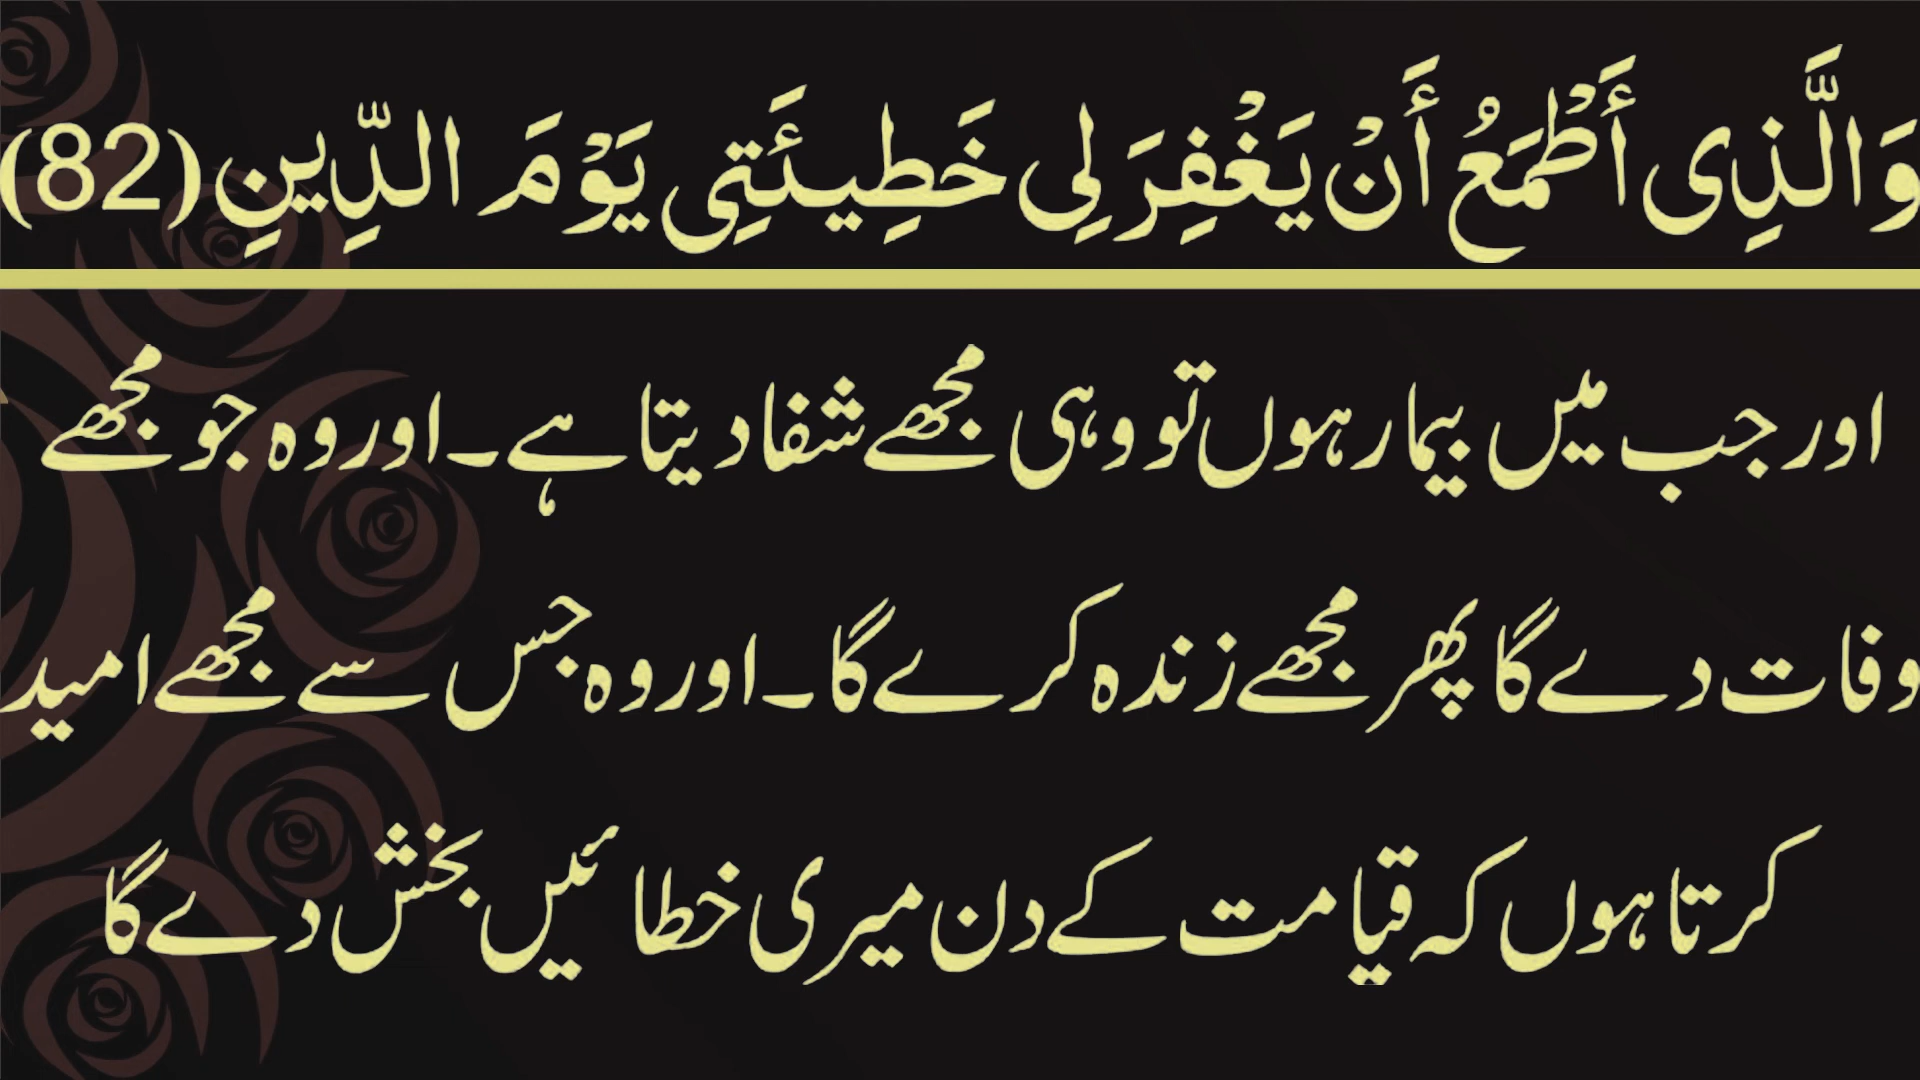 وَالَّذِى أَطْمَعُ أَنْ يَغْفِرَ لِى خَطِيئَتِى يَوْمَ الدِّينِ (82)
اور جب میں بیمار ہوں تو وہی مجھے شفا دیتا ہے۔ اور وہ جو مجھے
وفات دے گا پھر مجھے زندہ کرے گا۔ اور وہ جس سے مجھے امید
کرتا ہوں کہ قیامت کے دن میری خطائیں بخش دے گا